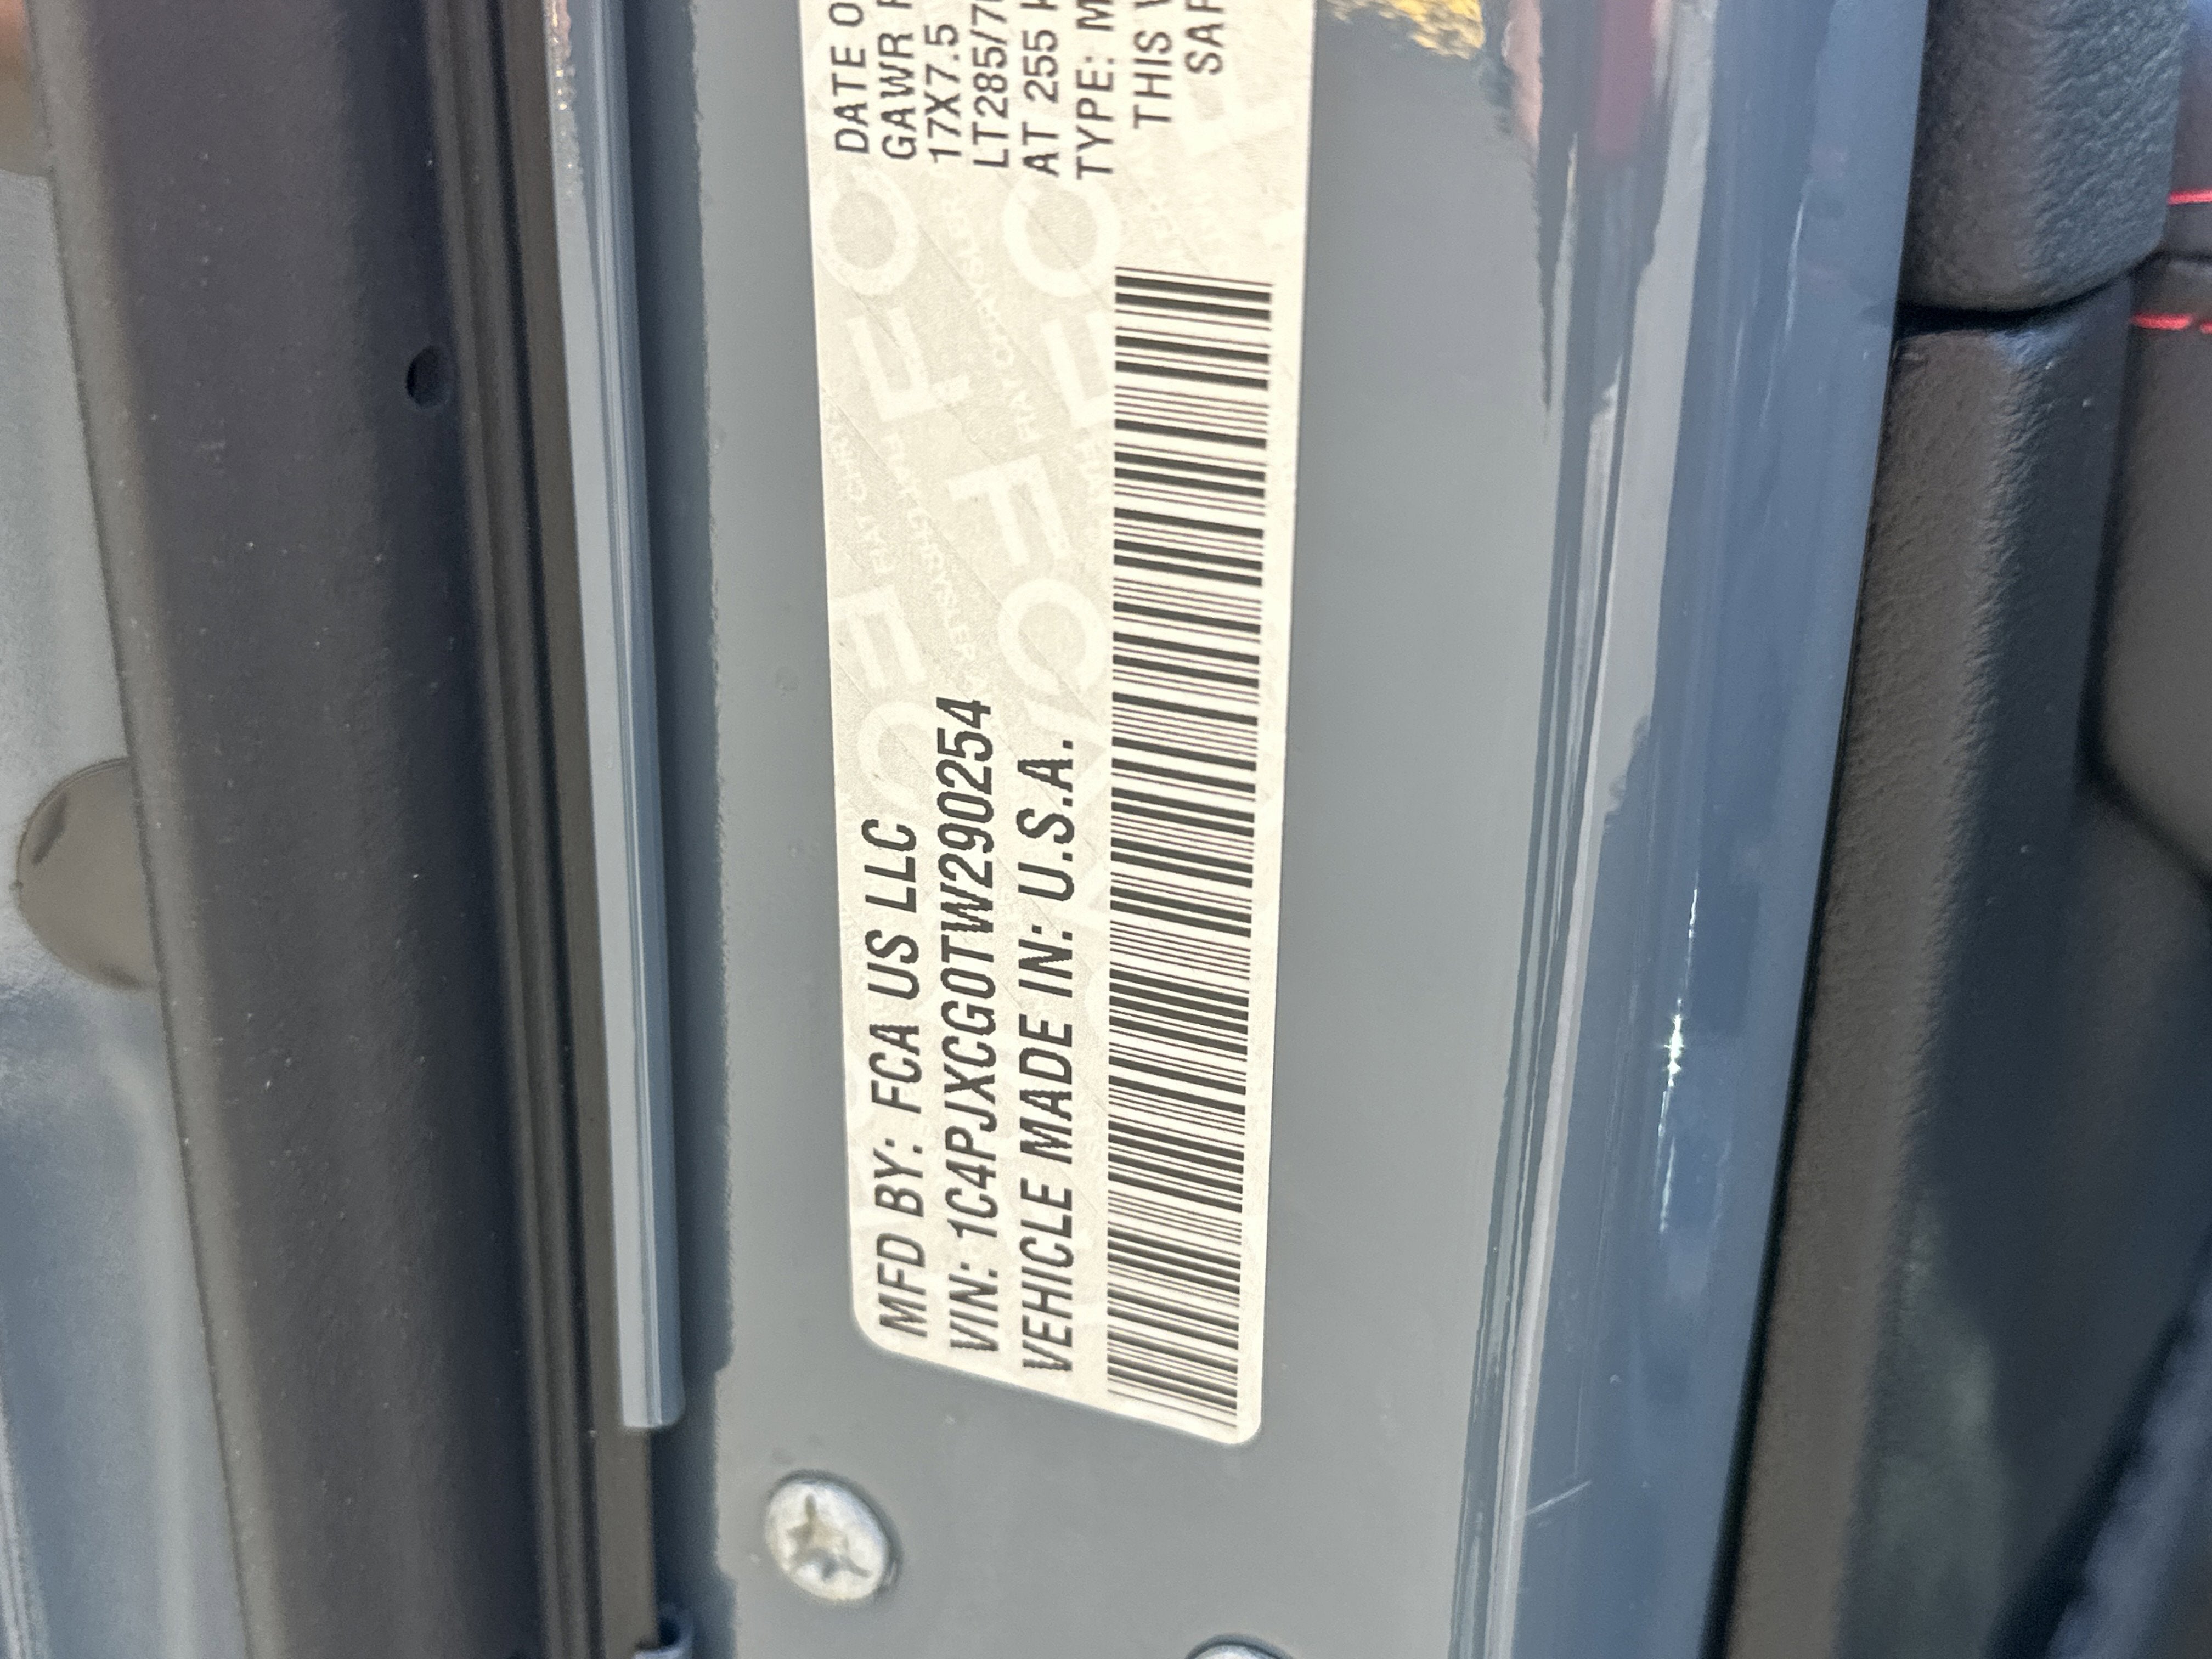 MFD BY: FCA US LLC
VIN: 1C4PJXCG0TW290254
VEHICLE MADE IN: U.S.A.
DATE O
GAWR
17X7.5
LT285/7
AT 255
TYPE: M
THIS
SAF